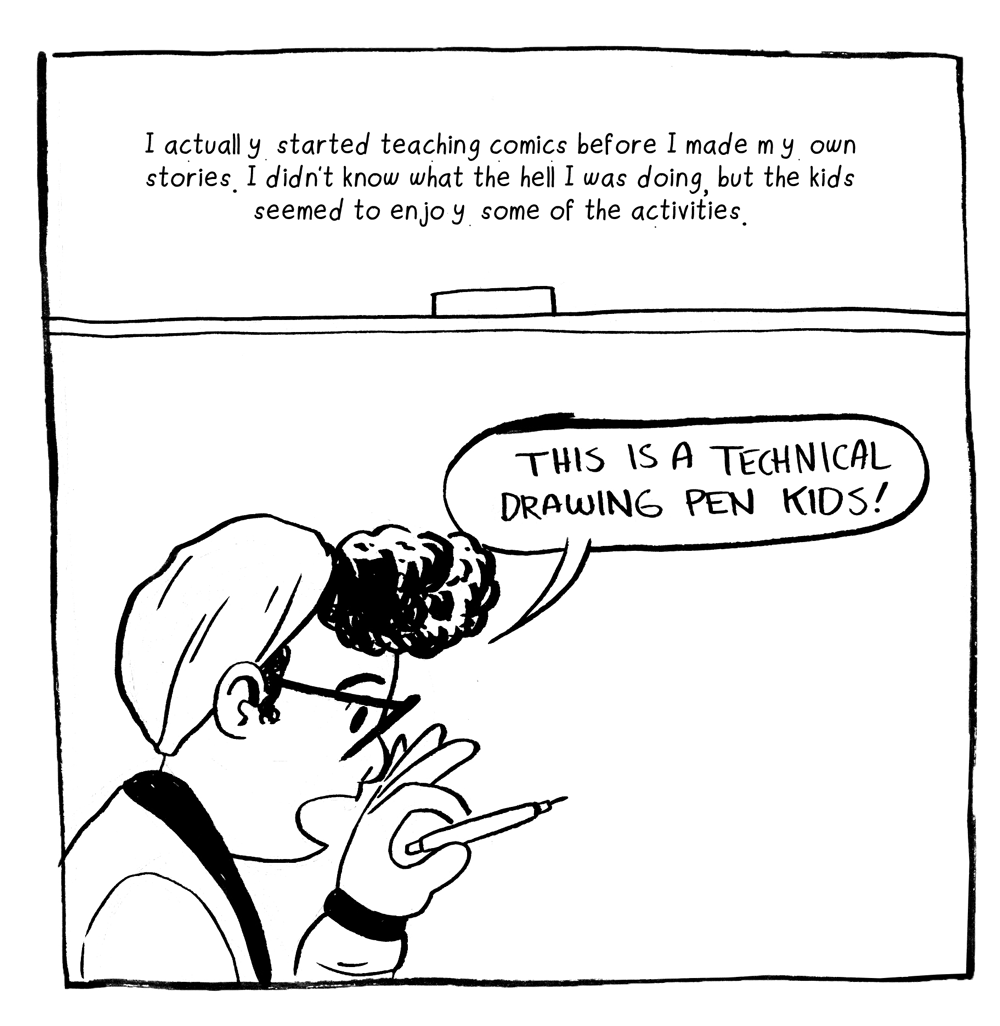 I actually started teaching comics before I made my own
stories. I didn't know what the hell I was doing, but the kids
seemed to enjoy some of the activities.
THIS IS A TECHNICAL
DRAWING PEN KIDS!